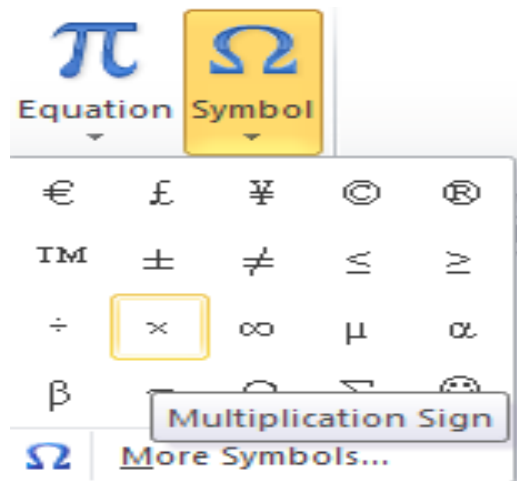 π Ω
Equation Symbol
€ £ ¥ © ®
TM ± ≠ ≤ ≥
÷ × ∞ µ α
β
Multiplication Sign
Ω More Symbols...